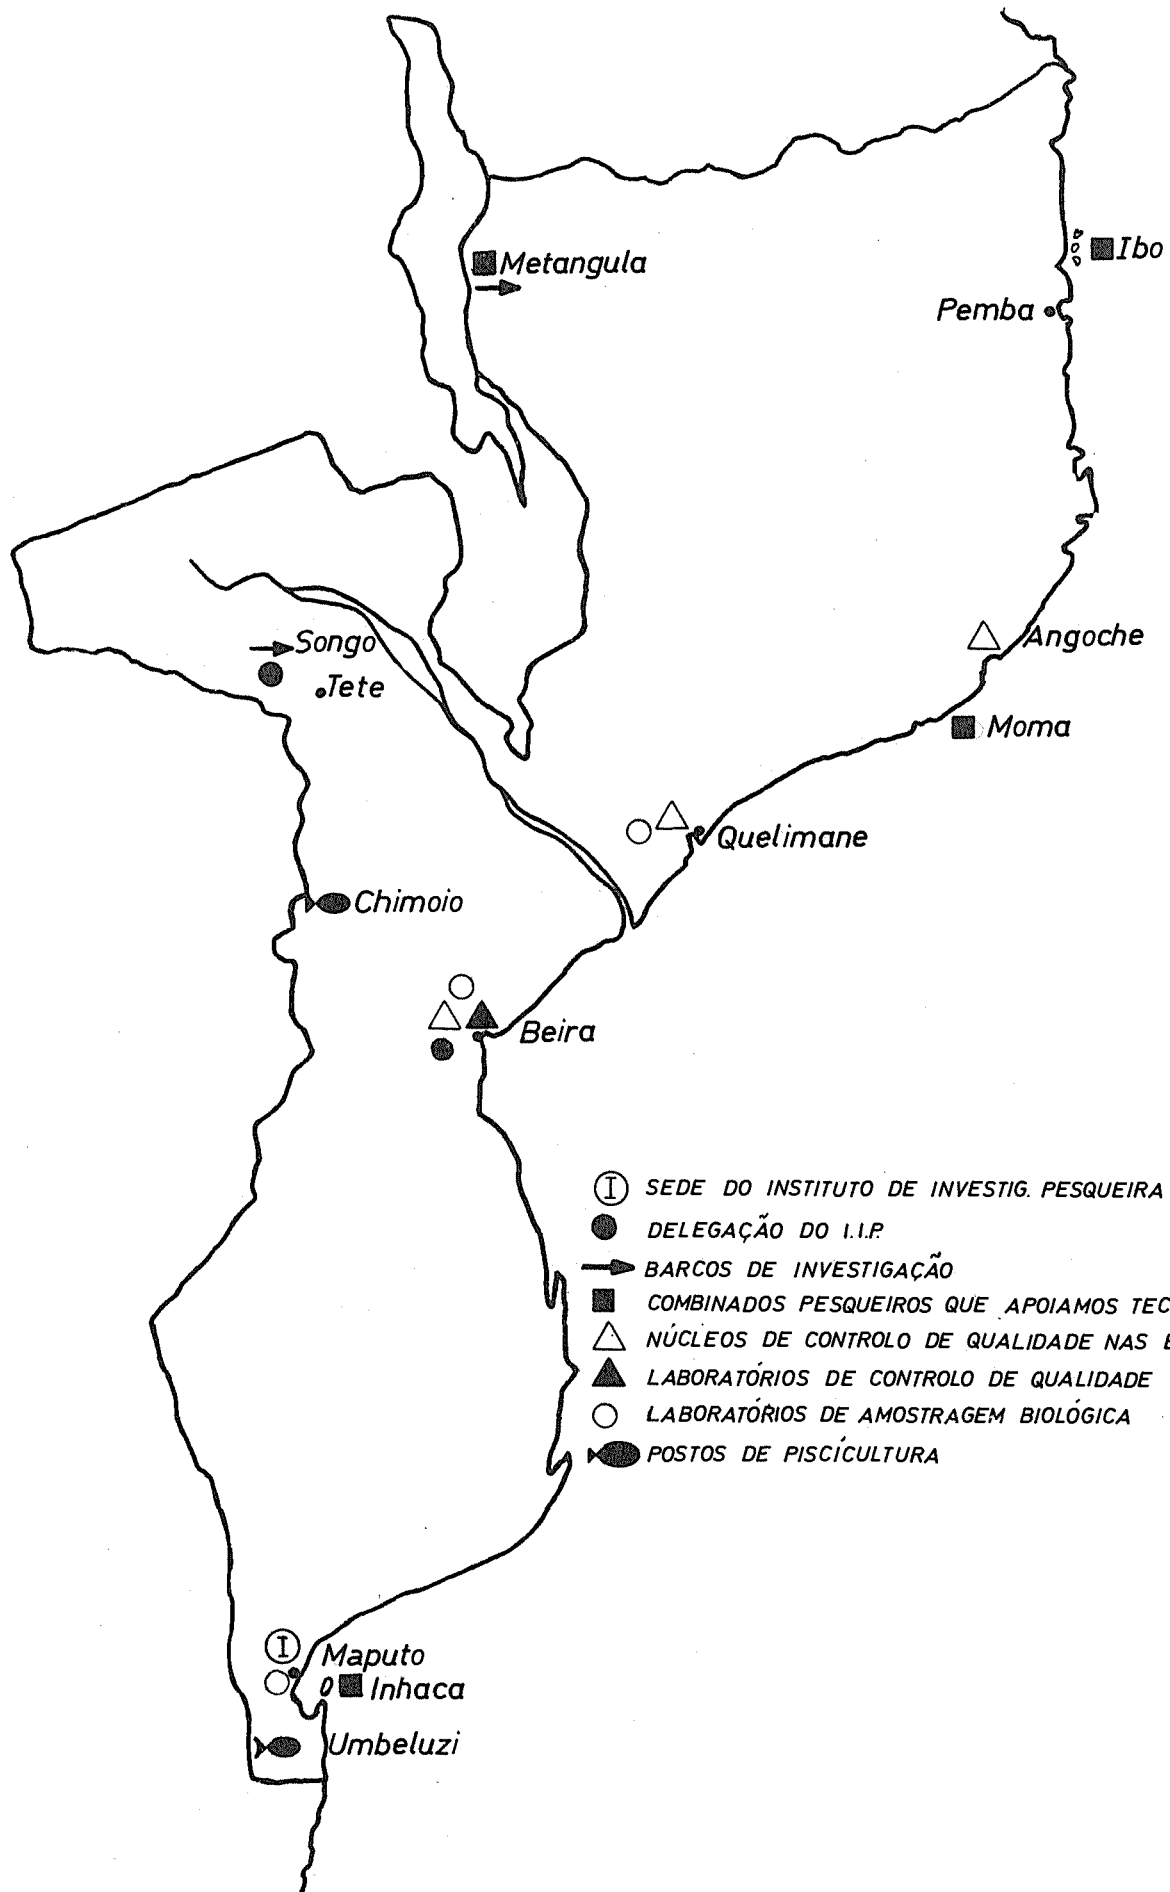 Metangula
Ibo
Pemba
Songo
Tete
Angoche
Moma
Quelimane
Chimoio
Beira
I SEDE DO INSTITUTO DE INVESTIG. PESQUEIRA
DELEGAÇÃO DO I.I.P.
BARCOS DE INVESTIGAÇÃO
COMBINADOS PESQUEIROS QUE APOIAMOS TEC
NÚCLEOS DE CONTROLO DE QUALIDADE NAS E
LABORATÓRIOS DE CONTROLO DE QUALIDADE
LABORATÓRIOS DE AMOSTRAGEM BIOLÓGICA
POSTOS DE PISCÍCULTURA
I
Maputo
Inhaca
Umbeluzi